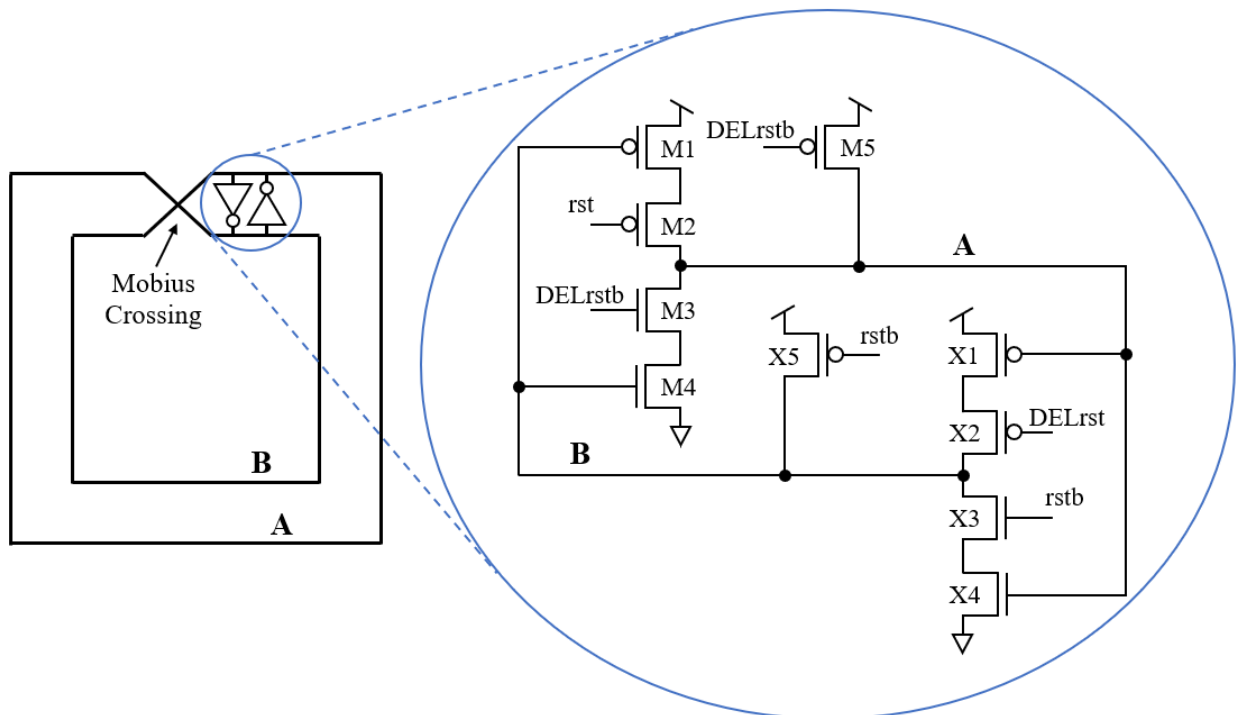 Mobius
Crossing
B
A
DELrstb
M1
M5
rst
M2
A
DELrstb
M3
X5
rstb
X1
M4
X2
DELrst
B
X3
rstb
X4